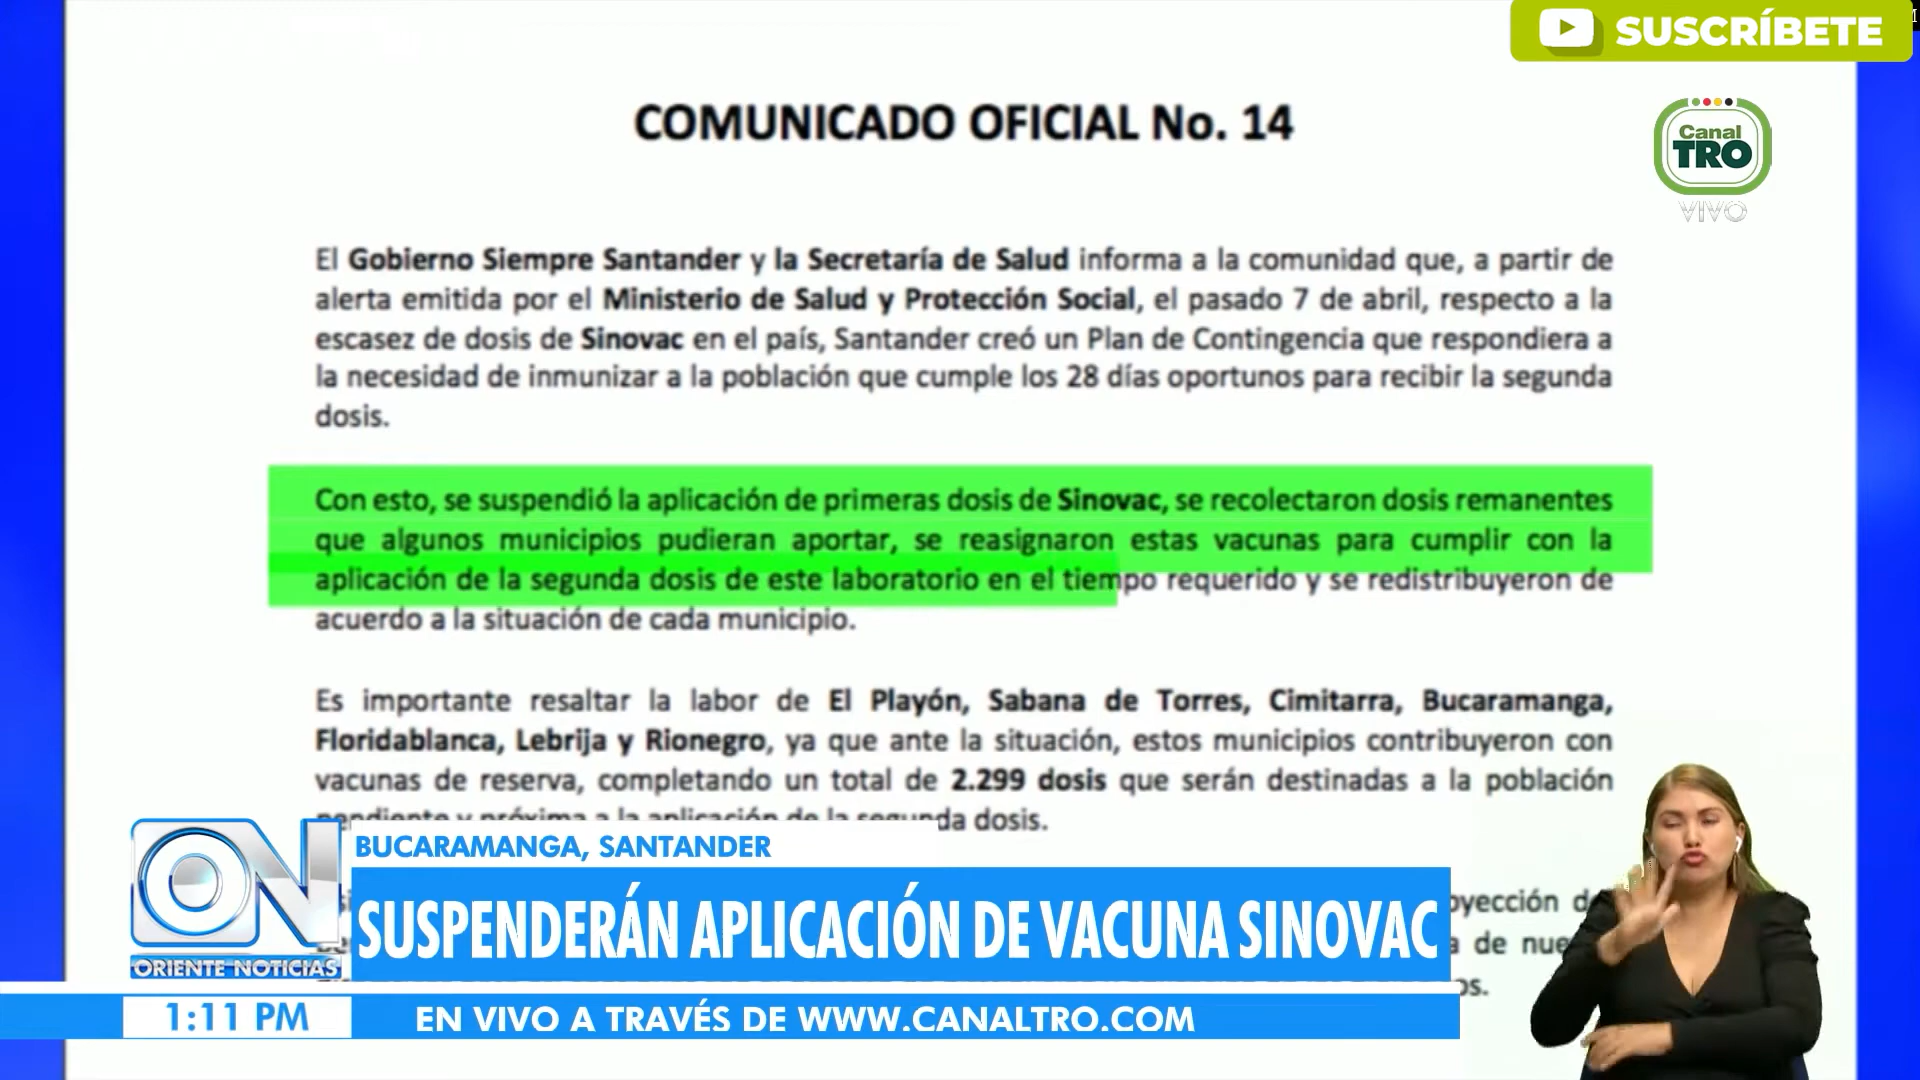 SUSCRÍBETE
COMUNICADO OFICIAL No. 14
Canal
TRO
VIVO
El Gobierno Siempre Santander y la Secretaría de Salud informa a la comunidad que, a partir de
alerta emitida por el Ministerio de Salud y Protección Social, el pasado 7 de abril, respecto a la
escasez de dosis de Sinovac en el país, Santander creó un Plan de Contingencia que respondiera a
la necesidad de inmunizar a la población que cumple los 28 días oportunos para recibir la segunda
dosis.
Con esto, se suspendió la aplicación de primeras dosis de Sinovac, se recolectaron dosis remanentes
que algunos municipios pudieran aportar, se reasignaron estas vacunas para cumplir con la
aplicación de la segunda dosis de este laboratorio en el tiempo requerido y se redistribuyeron de
acuerdo a la situación de cada municipio.
Es importante resaltar la labor de El Playón, Sabana de Torres, Cimitarra, Bucaramanga,
Floridablanca, Lebrija y Rionegro, ya que ante la situación, estos municipios contribuyeron con
vacunas de reserva, completando un total de 2.299 dosis que serán destinadas a la población
pendiente y próxima a la aplicación de la segunda dosis.
BUCARAMANGA, SANTANDER
ON
SUSPENDERÁN APLICACIÓN DE VACUNA SINOVAC
de
ORIENTE NOTICIAS
1:11 PM
EN VIVO A TRAVÉS DE WWW.CANALTRO.COM